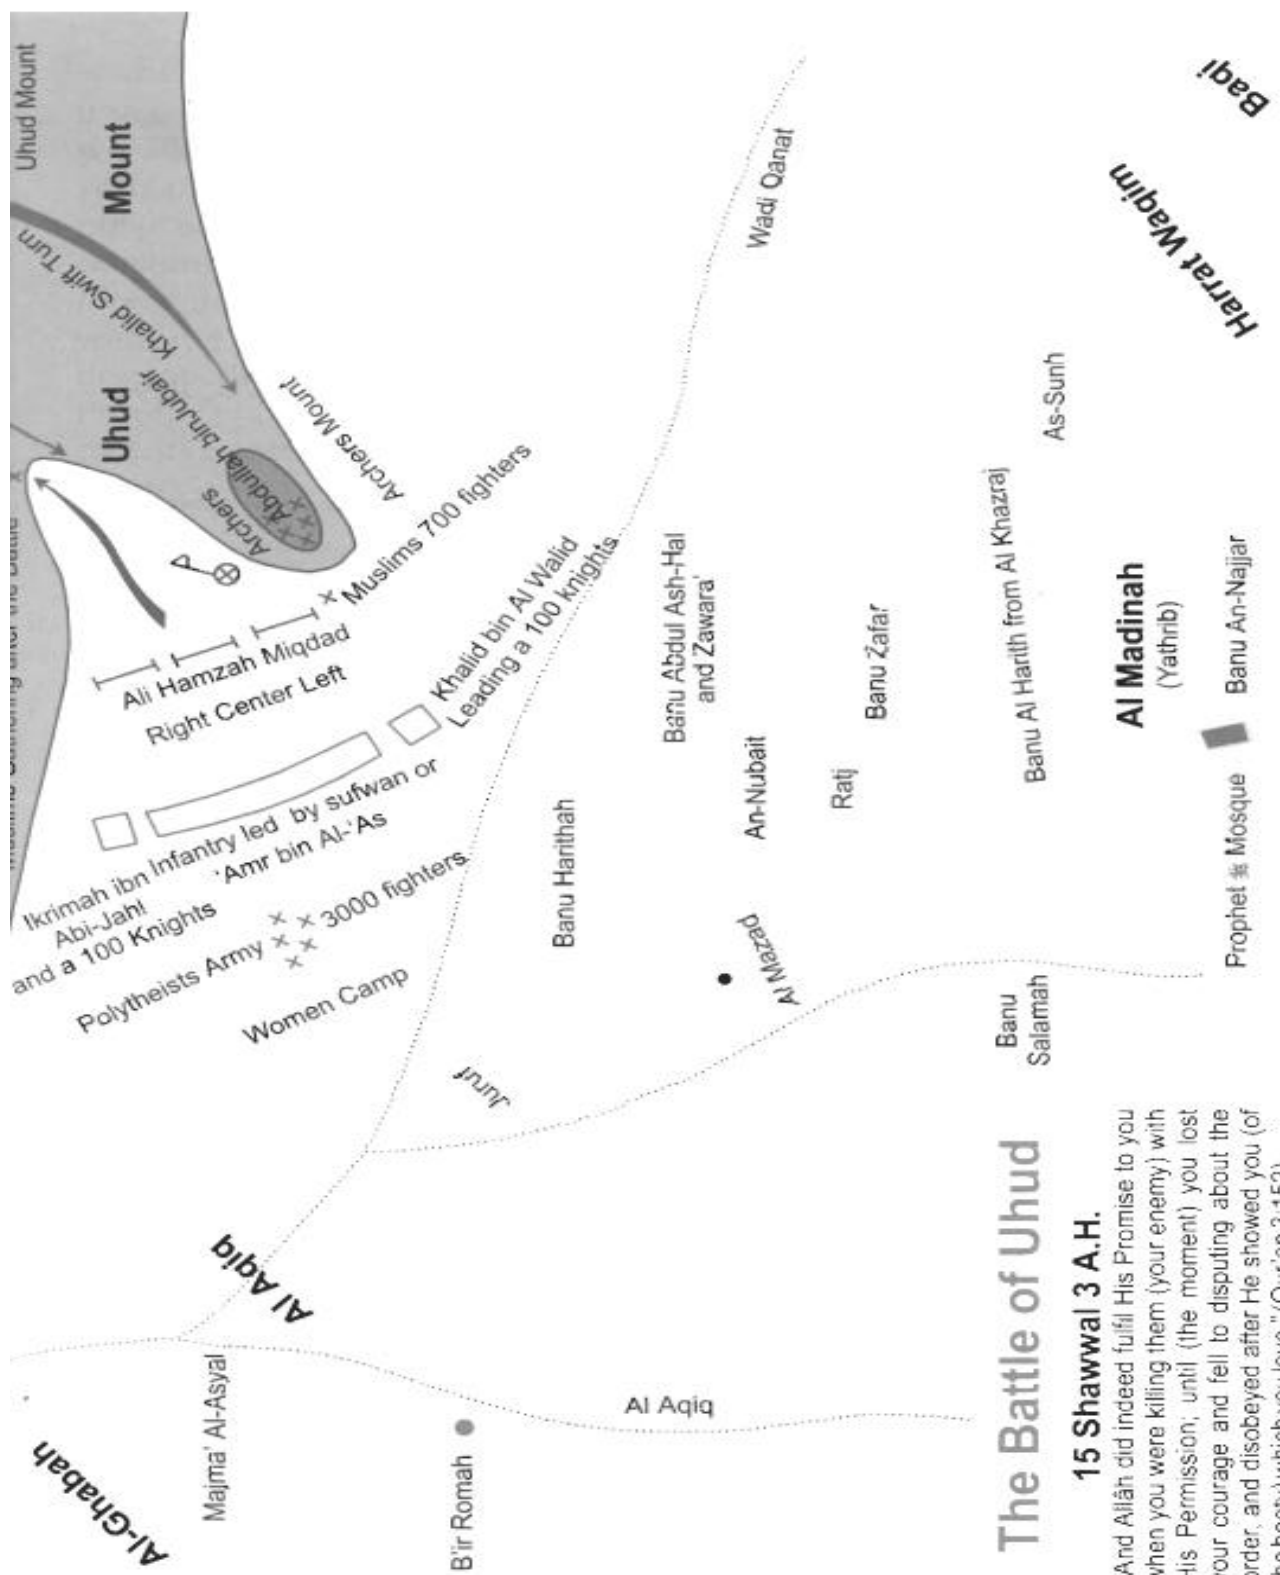 Uhud Mount
Uhud Mount
Khalid Swift Turn
Archers Mount
Archers
Abdullah binJubair
Muslims 700 fighters
Ali Hamzah Miqdad
Right Center Left
Khalid bin Al Walid
Leading a 100 knights
Infantry led by sufwan or
'Amr bin Al-'As
Ikrimah ibn
Abi-Jahl
and a 100 Knights
Polytheists Army
3000 fighters
Women Camp
Wadi Qanat
Baqi
Harrat Waqim
As-Sunh
Banu Abdul Ash-Hal
and Zawara'
Banu Zafar
Banu Al Harith from Al Khazraj
Al Madinah
(Yathrib)
Banu An-Najjar
Prophet ﷺ Mosque
Banu Harithah
An-Nubait
Ratj
Al Mazad
Banu
Salamah
Juruf
Al Aqiq
Al-Ghabah
Majma' Al-Asyal
B'ir Romah
Al Aqiq
The Battle of Uhud
15 Shawwal 3 A.H.
And Allâh did indeed fulfil His Promise to you
when you were killing them (your enemy) with
His Permission; until (the moment) you lost
your courage and fell to disputing about the
order, and disobeyed after He showed you (of